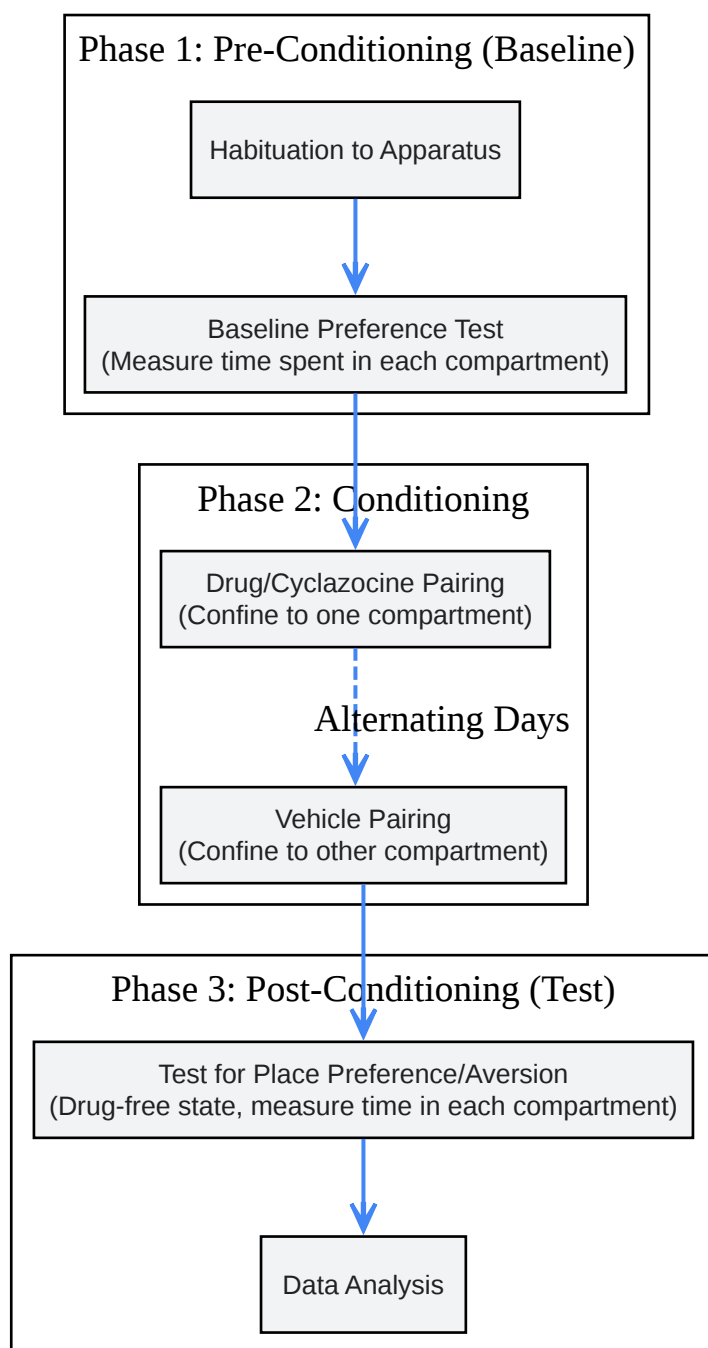 Phase 1: Pre-Conditioning (Baseline)
Habituation to Apparatus
Baseline Preference Test
(Measure time spent in each compartment)
Phase 2: Conditioning
Drug/Cyclazocine Pairing
(Confine to one compartment)
Alternating Days
Vehicle Pairing
(Confine to other compartment)
Phase 3: Post-Conditioning (Test)
Test for Place Preference/Aversion
(Drug-free state, measure time in each compartment)
Data Analysis